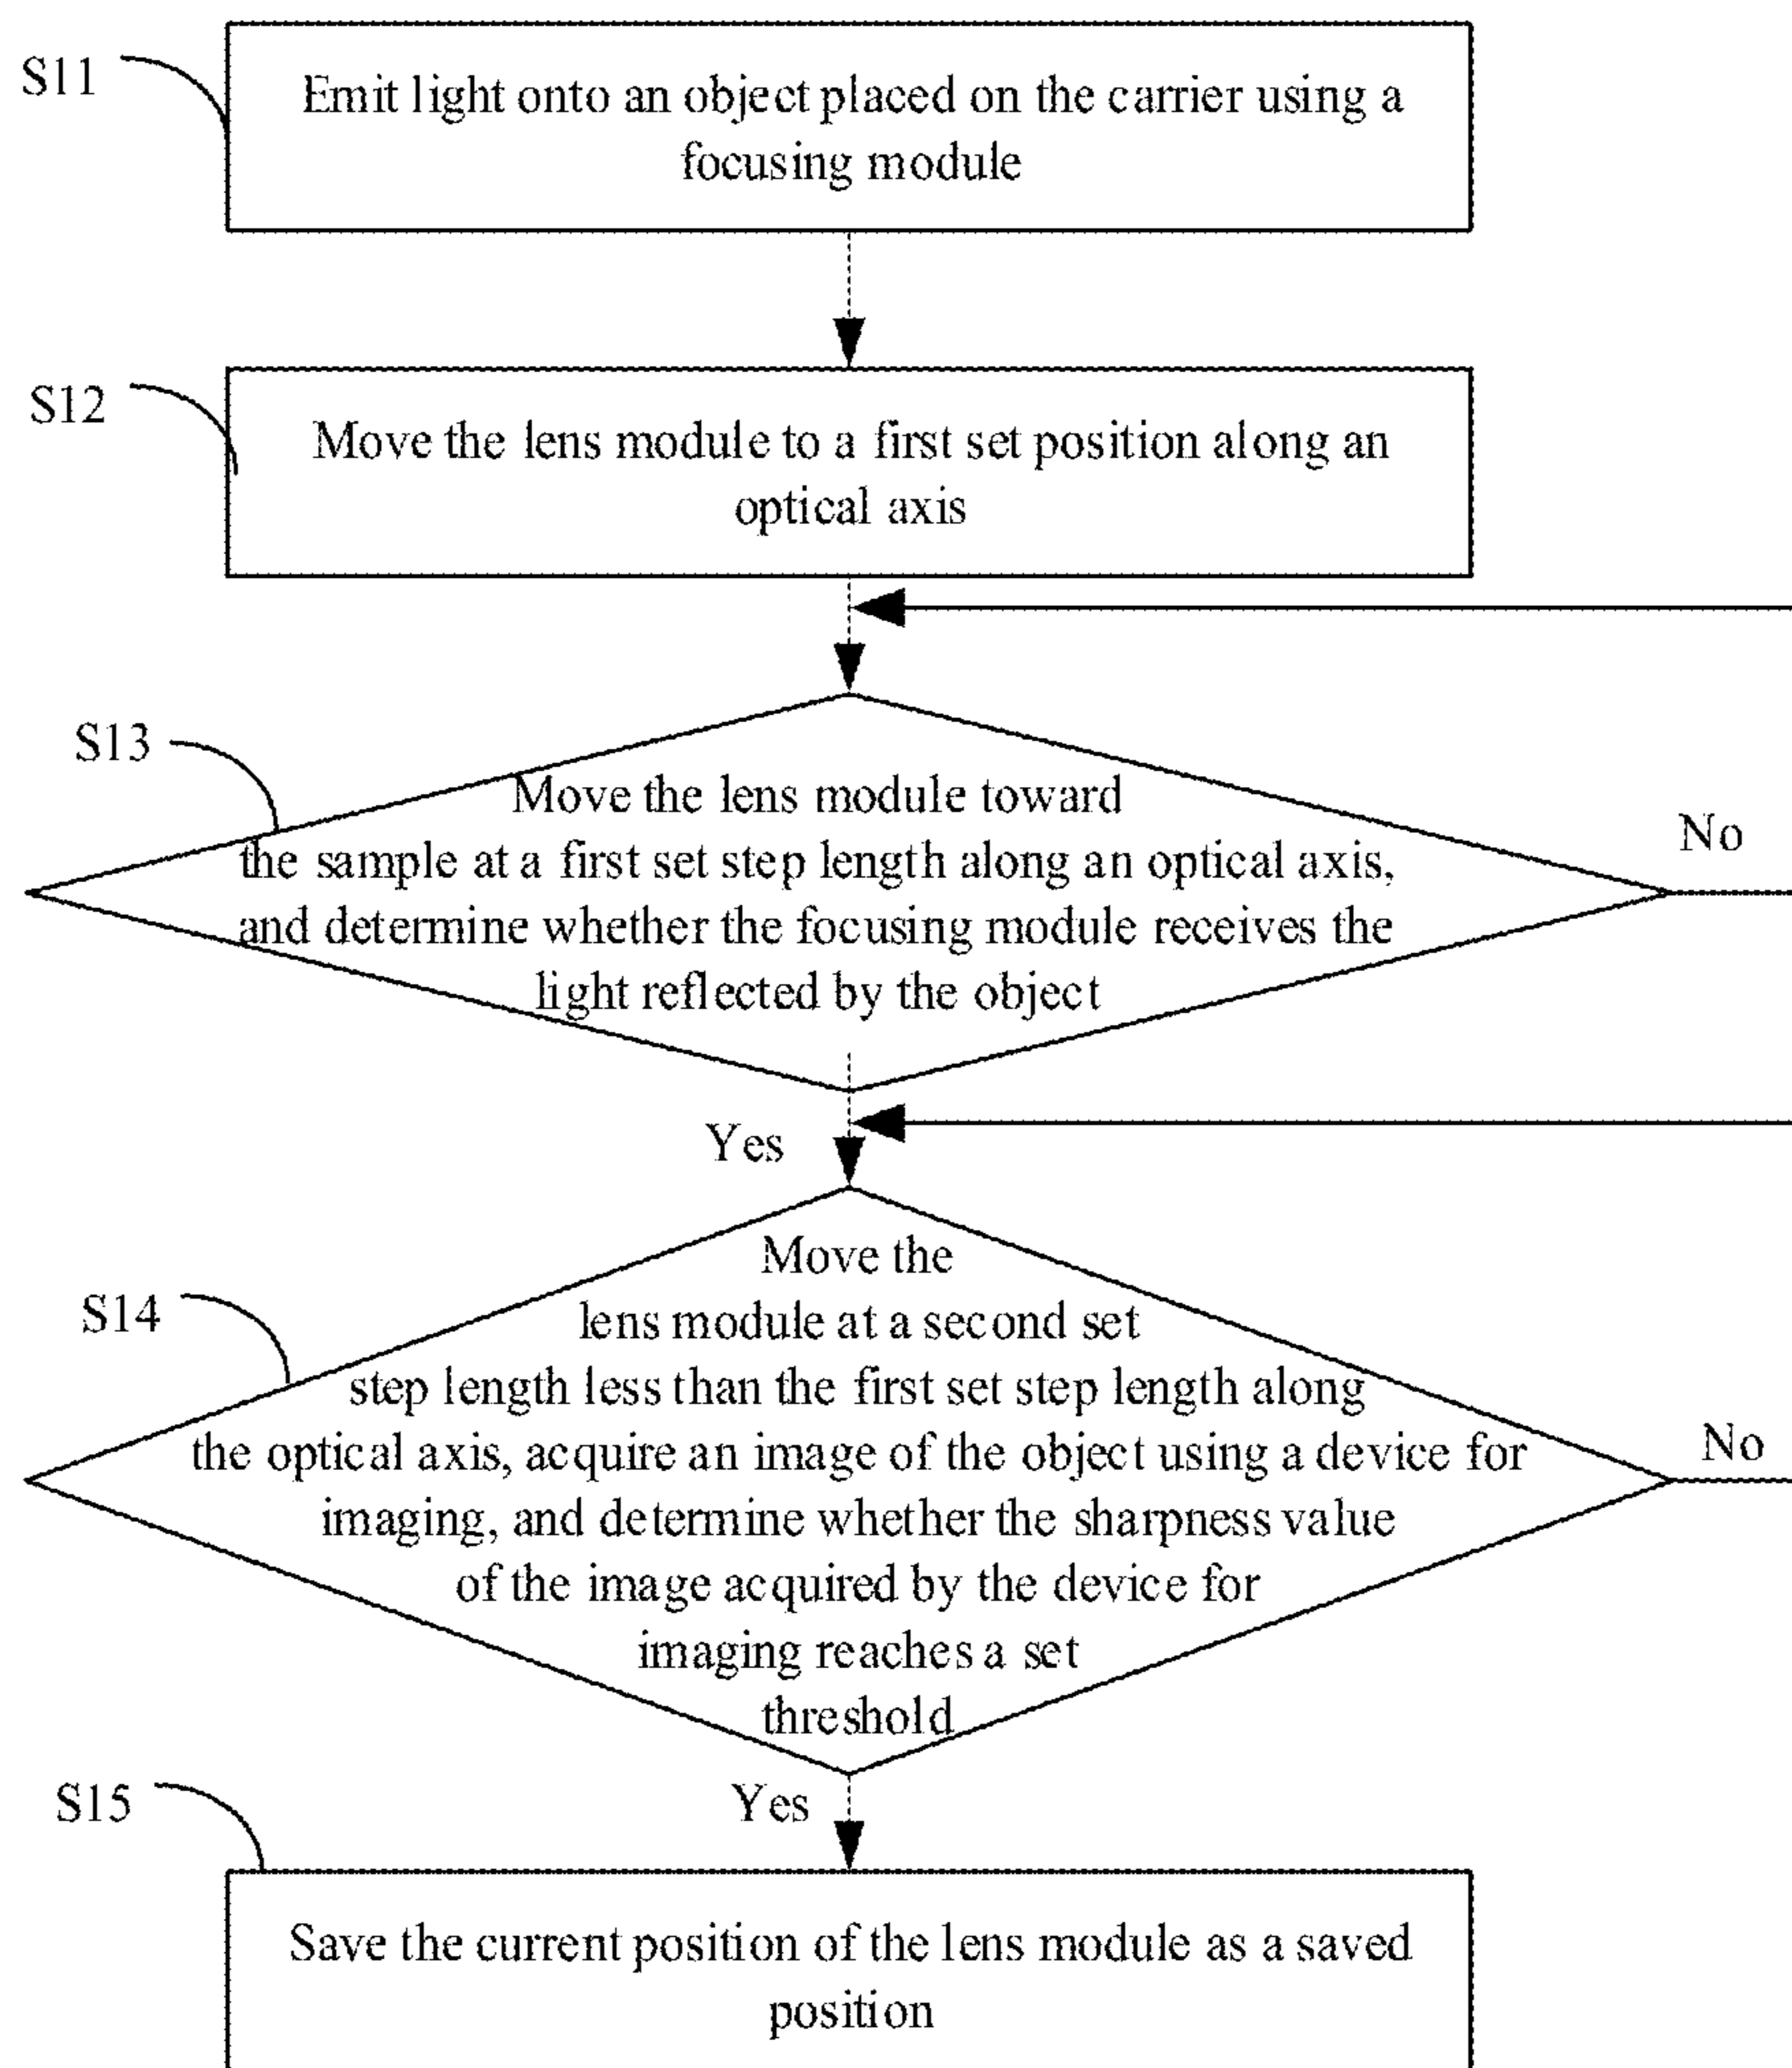 S11
Emit light onto an object placed on the carrier using a
focusing module
S12
Move the lens module to a first set position along an
optical axis
S13
Move the lens module toward
the sample at a first set step length along an optical axis,
and determine whether the focusing module receives the
light reflected by the object
No
Yes
S14
Move the
lens module at a second set
step length less than the first set step length along
the optical axis, acquire an image of the object using a device for
imaging, and determine whether the sharpness value
of the image acquired by the device for
imaging reaches a set
threshold
No
Yes
S15
Save the current position of the lens module as a saved
position